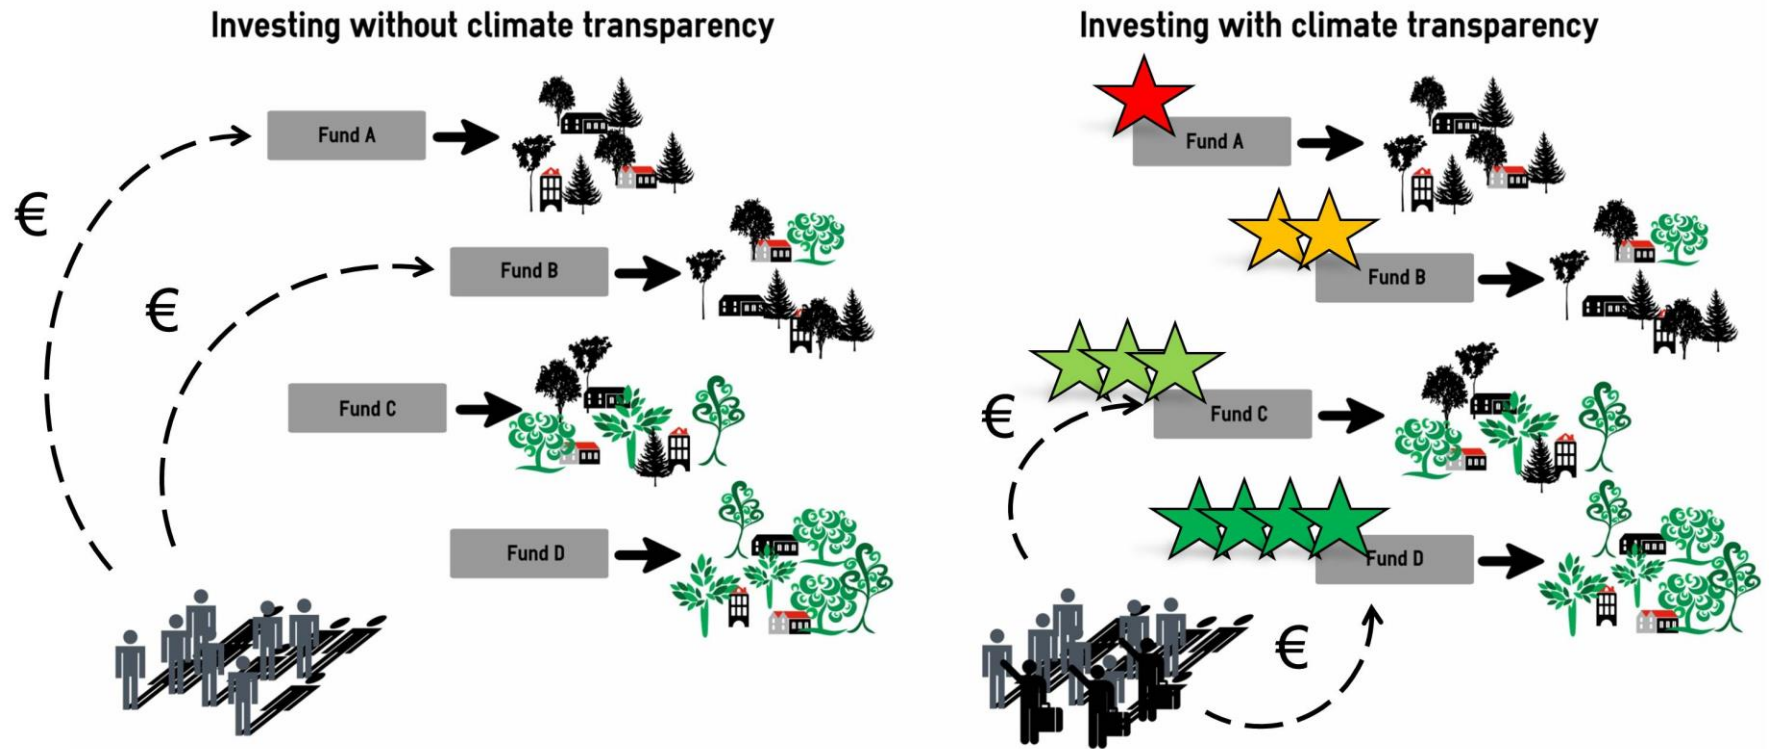 Investing without climate transparency
Fund A
€
Fund B
€
Fund C
Fund D
Investing with climate transparency
Fund A
Fund B
€
Fund C
Fund D
€